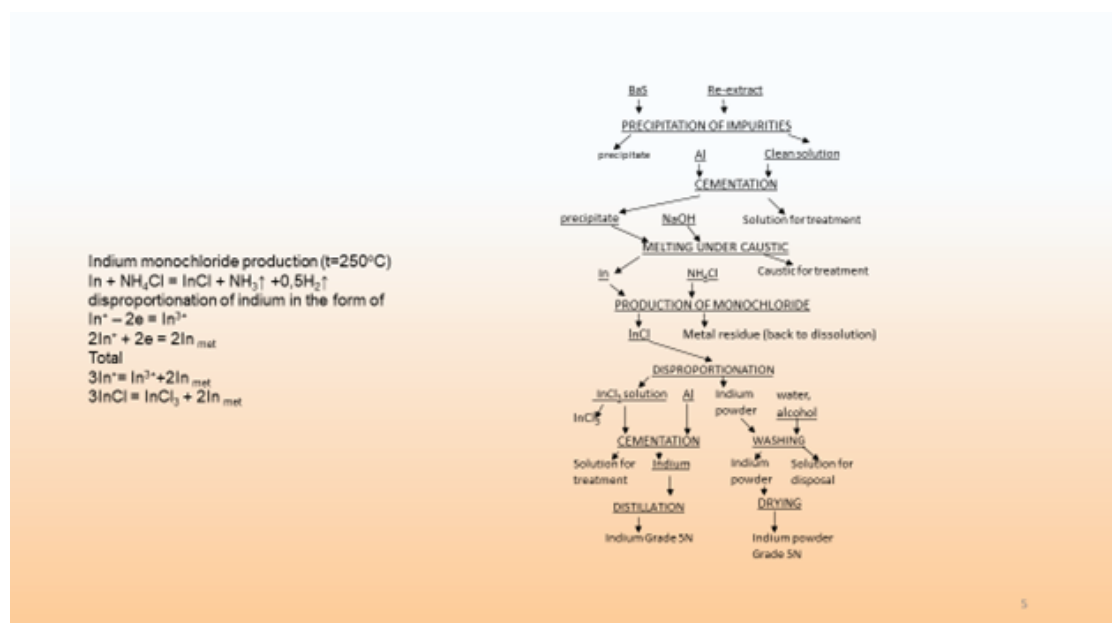 Indium monochloride production (t=250°C)
In + NH₄Cl = InCl + NH₃↑ +0,5H₂↑
disproportionation of indium in the form of
In⁺ – 2e = In³⁺
2In⁺ + 2e = 2In met
Total
3In⁺= In³⁺+2In met
3InCl = InCl₃ + 2In met
BaS Re-extract
PRECIPITATION OF IMPURITIES
precipitate Al Clean solution
CEMENTATION
precipitate NaOH Solution for treatment
MELTING UNDER CAUSTIC
In NH₄Cl Caustic for treatment
PRODUCTION OF MONOCHLORIDE
InCl Metal residue (back to dissolution)
DISPROPORTIONATION
InCl₃ solution Al Indium powder water, alcohol
InCl₃
CEMENTATION WASHING
Solution for treatment Indium Indium powder Solution for disposal
DISTILLATION DRYING
Indium Grade 5N Indium powder
Grade 5N
5